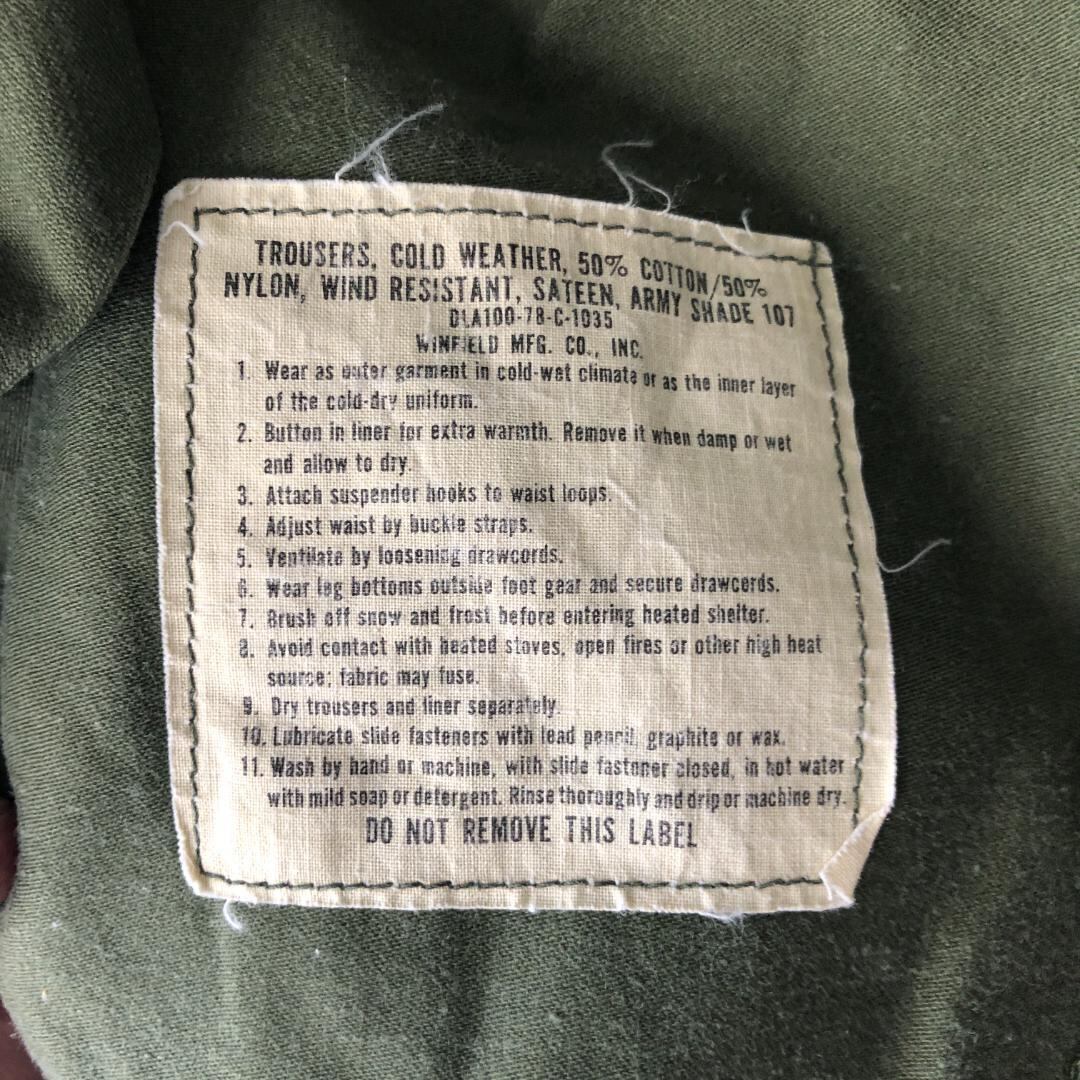 TROUSERS, COLD WEATHER, 50% COTTON/50%
NYLON, WIND RESISTANT, SATEEN, ARMY SHADE 107
DLA100-78-C-1035
WINFIELD MFG. CO., INC.
1. Wear as outer garment in cold-wet climate or as the inner layer
of the cold-dry uniform.
2. Button in liner for extra warmth. Remove it when damp or wet
and allow to dry.
3. Attach suspender hooks to waist loops.
4. Adjust waist by buckle straps.
5. Ventilate by loosening drawcords.
6. Wear leg bottoms outside foot gear and secure drawcords.
7. Brush off snow and frost before entering heated shelter.
8. Avoid contact with heated stoves, open fires or other high heat
source; fabric may fuse.
9. Dry trousers and liner separately.
10. Lubricate slide fasteners with lead pencil, graphite or wax.
11. Wash by hand or machine, with slide fastener closed, in hot water
with mild soap or detergent. Rinse thoroughly and drip or machine dry.
DO NOT REMOVE THIS LABEL